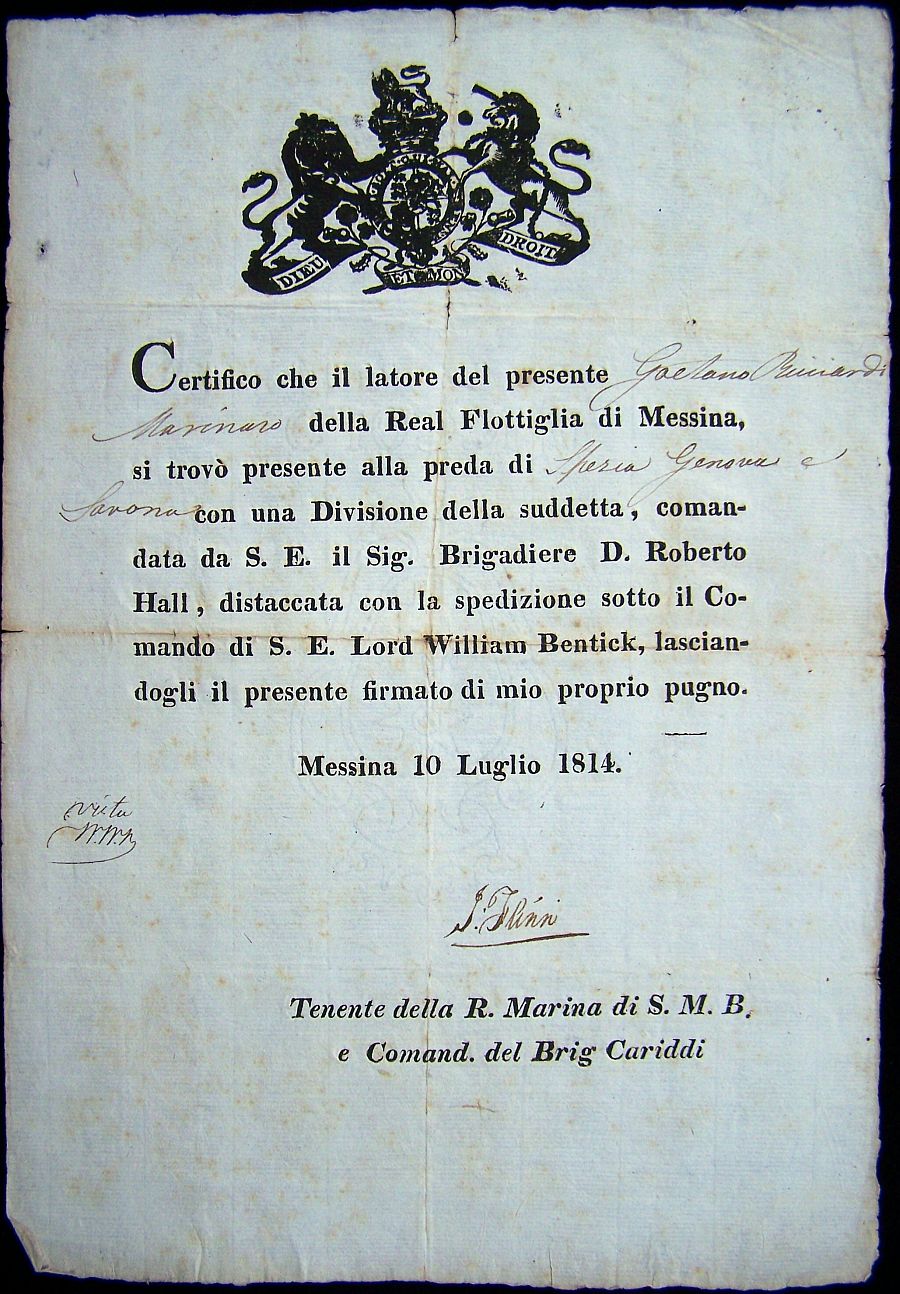 DIEU ET MON DROIT
Certifico che il latore del presente Gaetano Ricciardi
Marinaro della Real Flottiglia di Messina,
si trovò presente alla preda di Spezia Genova e
Savona con una Divisione della suddetta, coman-
data da S. E. il Sig. Brigadiere D. Roberto
Hall, distaccata con la spedizione sotto il Co-
mando di S. E. Lord William Bentick, lascian-
dogli il presente firmato di mio proprio pugno.
Messina 10 Luglio 1814.
J. Flinn
Tenente della R. Marina di S. M. B.
e Comand. del Brig Cariddi